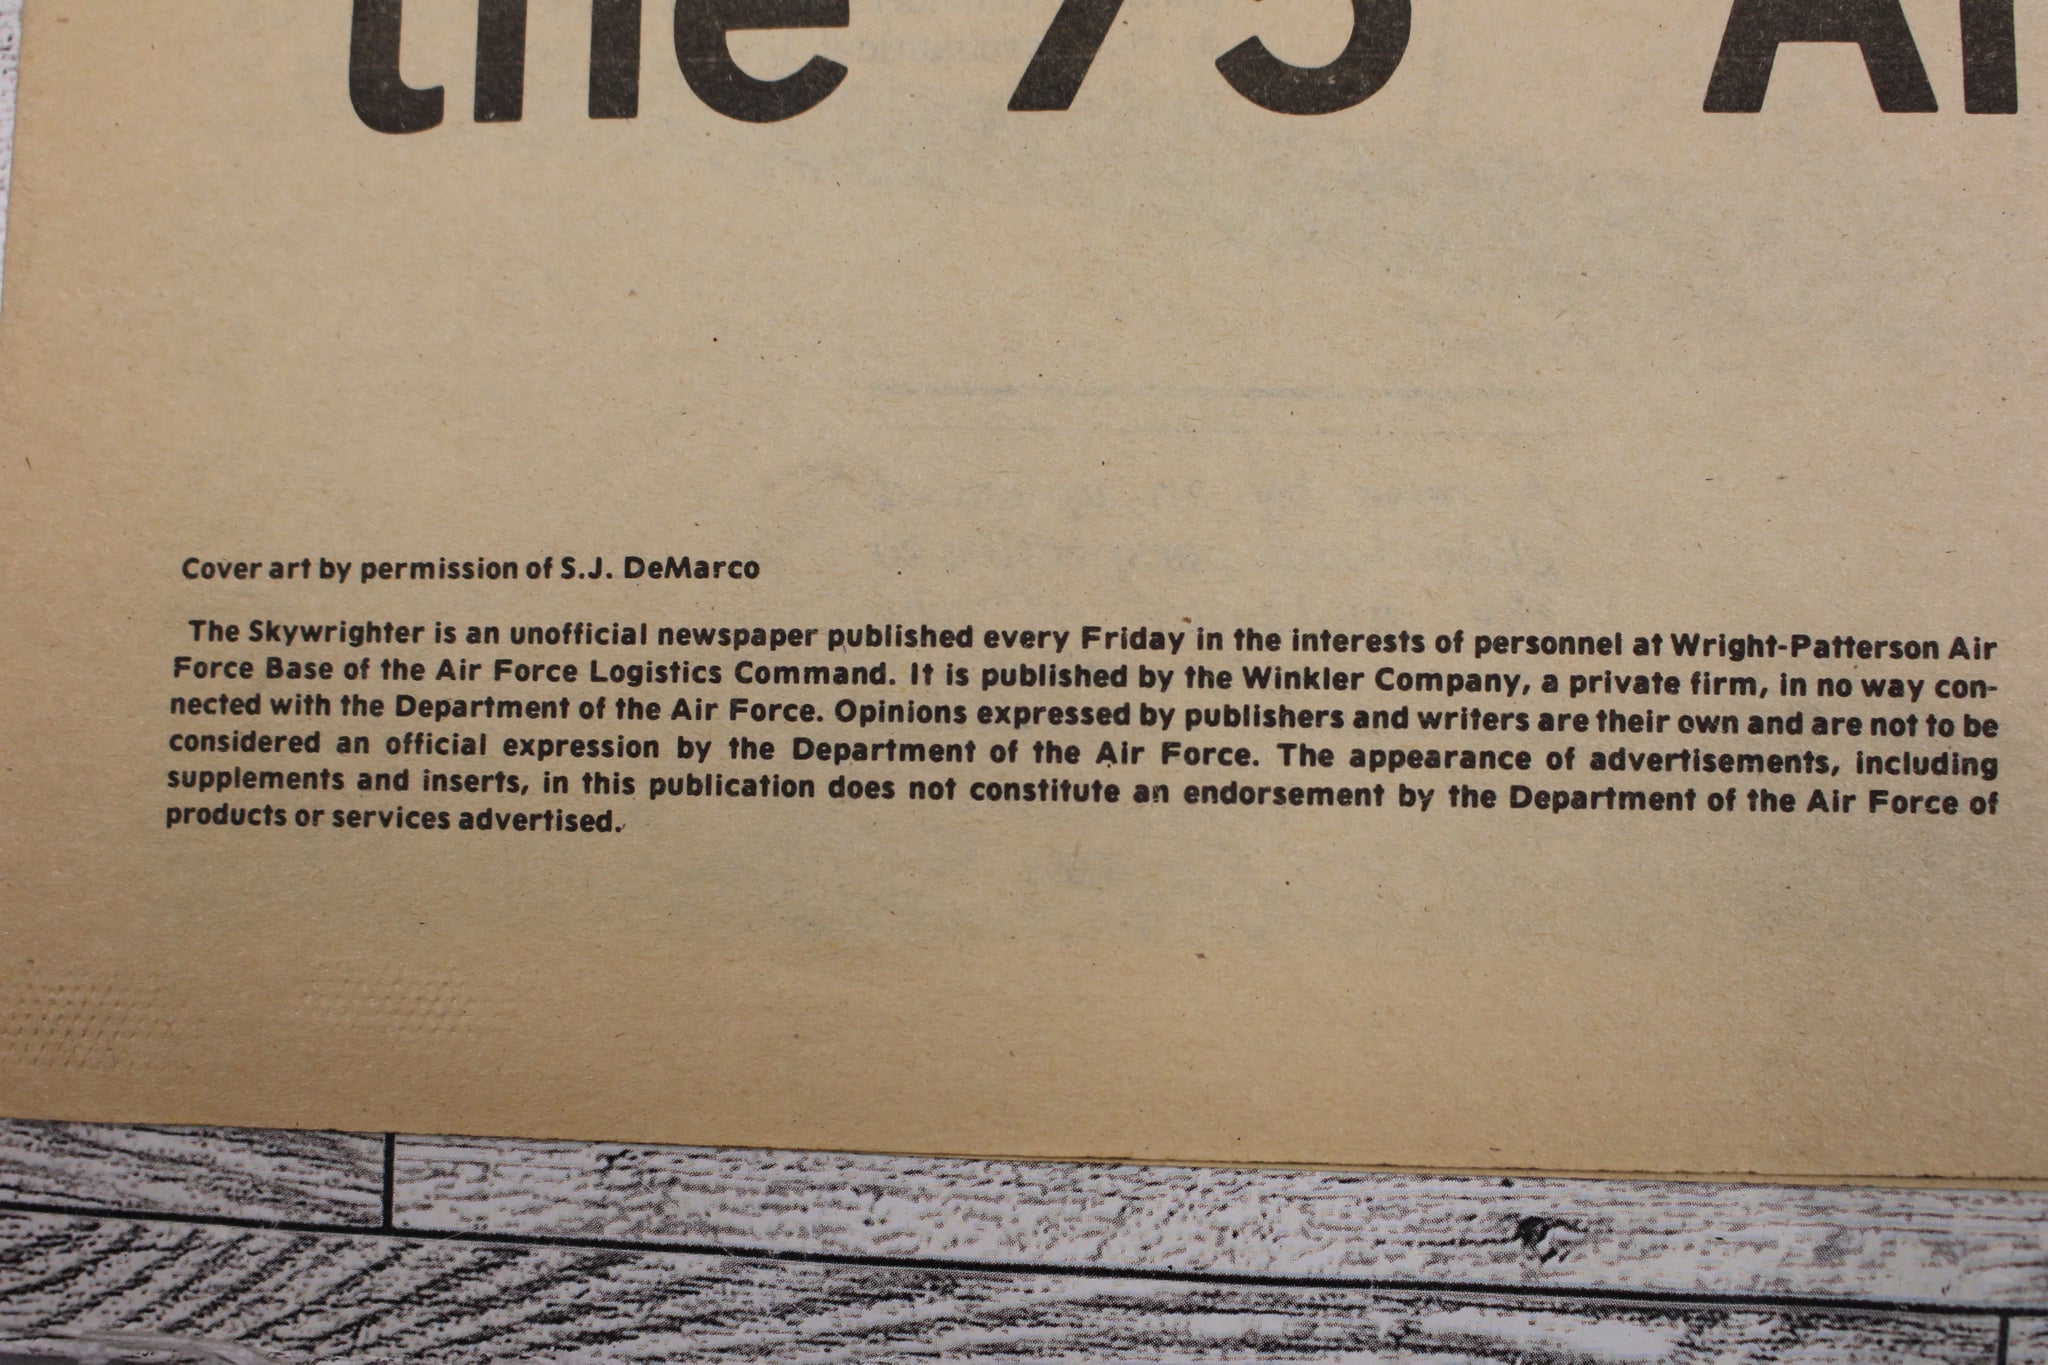 the 75 Ai
Cover art by permission of S.J. DeMarco
The Skywrighter is an unofficial newspaper published every Friday in the interests of personnel at Wright-Patterson Air
Force Base of the Air Force Logistics Command. It is published by the Winkler Company, a private firm, in no way con-
nected with the Department of the Air Force. Opinions expressed by publishers and writers are their own and are not to be
considered an official expression by the Department of the Air Force. The appearance of advertisements, including
supplements and inserts, in this publication does not constitute an endorsement by the Department of the Air Force of
products or services advertised.